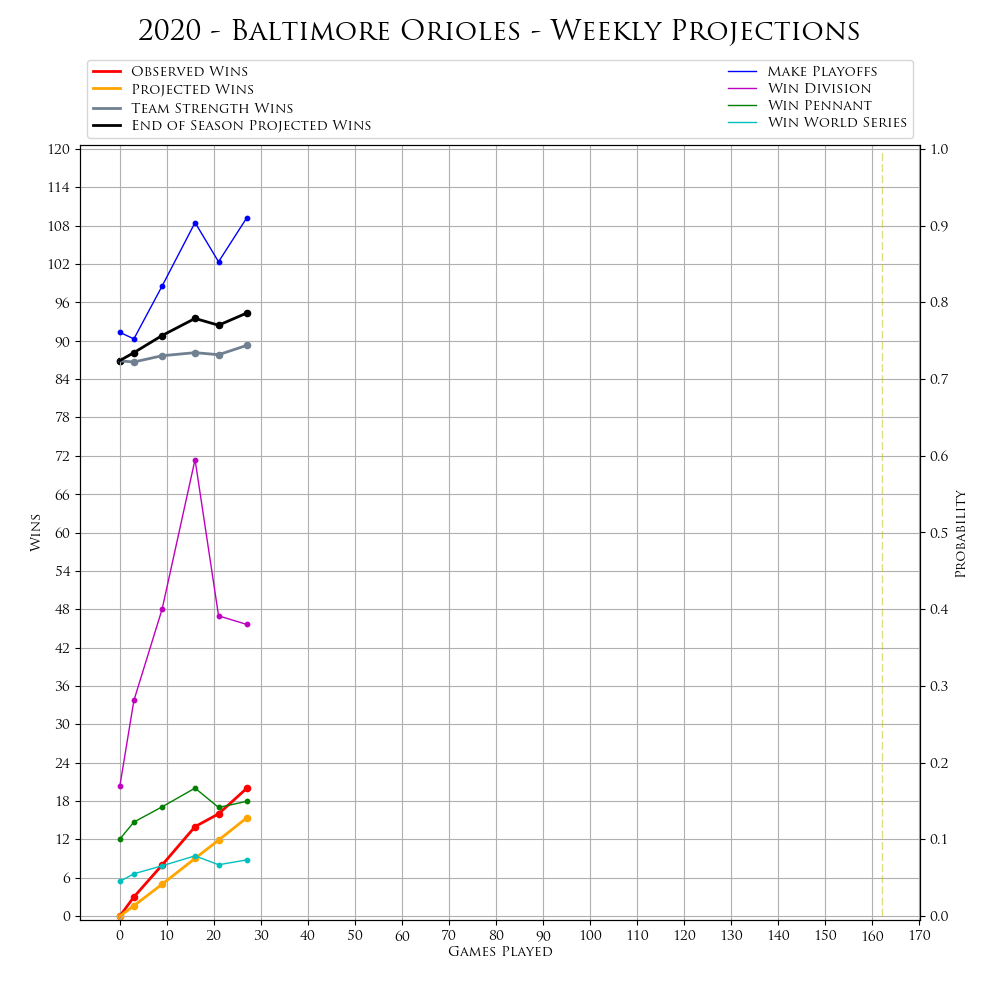 2020 - Baltimore Orioles - Weekly Projections
Observed Wins
Projected Wins
Team Strength Wins
End of Season Projected Wins
Make Playoffs
Win Division
Win Pennant
Win World Series
120
114
108
102
96
90
84
78
72
66
60
54
48
42
36
30
24
18
12
6
0
Wins
1.0
0.9
0.8
0.7
0.6
0.5
0.4
0.3
0.2
0.1
0.0
Probability
0 10 20 30 40 50 60 70 80 90 100 110 120 130 140 150 160 170
Games Played